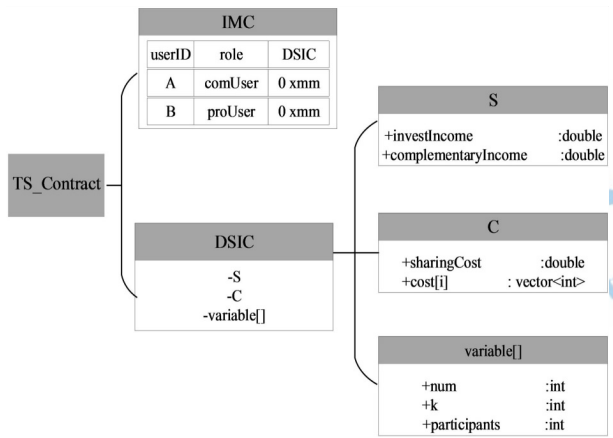 TS_Contract
IMC
userID role DSIC
A comUser 0 xmm
B proUser 0 xmm
DSIC
-S
-C
-variable[]
S
+investIncome :double
+complementaryIncome :double
C
+sharingCost :double
+cost[i] : vector<int>
variable[]
+num :int
+k :int
+participants :int